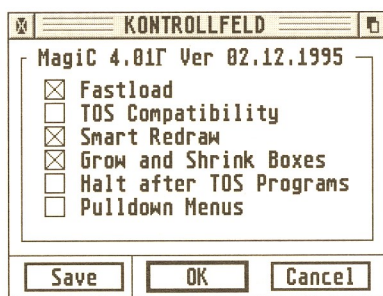 KONTROLLFELD
MagiC 4.01Γ Ver 02.12.1995
Fastload
TOS Compatibility
Smart Redraw
Grow and Shrink Boxes
Halt after TOS Programs
Pulldown Menus
Save OK Cancel